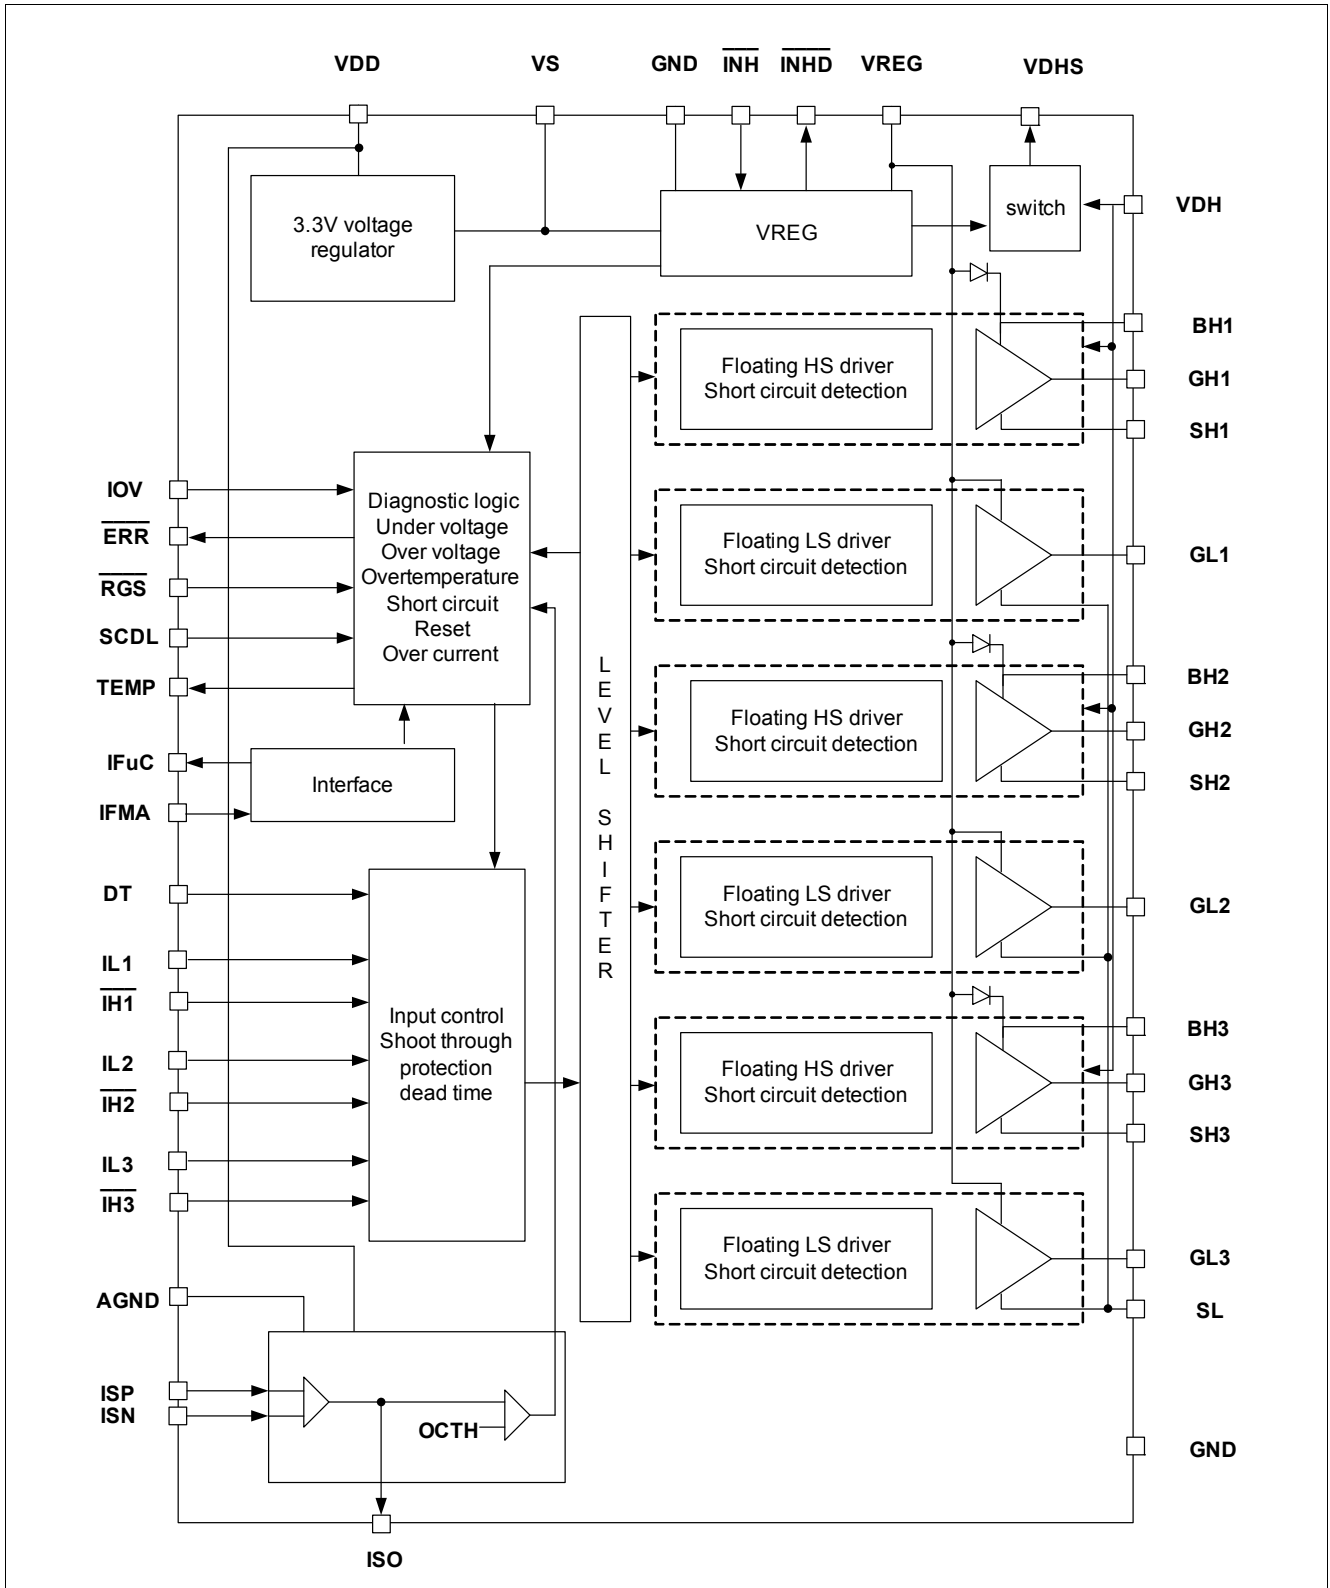 VDD
VS
GND
INH
INHD
VREG
VDHS
3.3V voltage
regulator
VREG
switch
VDH
BH1
Floating HS driver
Short circuit detection
GH1
SH1
IOV
ERR
RGS
SCDL
TEMP
Diagnostic logic
Under voltage
Over voltage
Overtemperature
Short circuit
Reset
Over current
Floating LS driver
Short circuit detection
GL1
LEVEL SHIFTER
BH2
Floating HS driver
Short circuit detection
GH2
SH2
IFuC
IFMA
Interface
Floating LS driver
Short circuit detection
GL2
DT
IL1
IH1
IL2
IH2
IL3
IH3
Input control
Shoot through
protection
dead time
BH3
Floating HS driver
Short circuit detection
GH3
SH3
Floating LS driver
Short circuit detection
GL3
SL
AGND
ISP
ISN
OCTH
GND
ISO